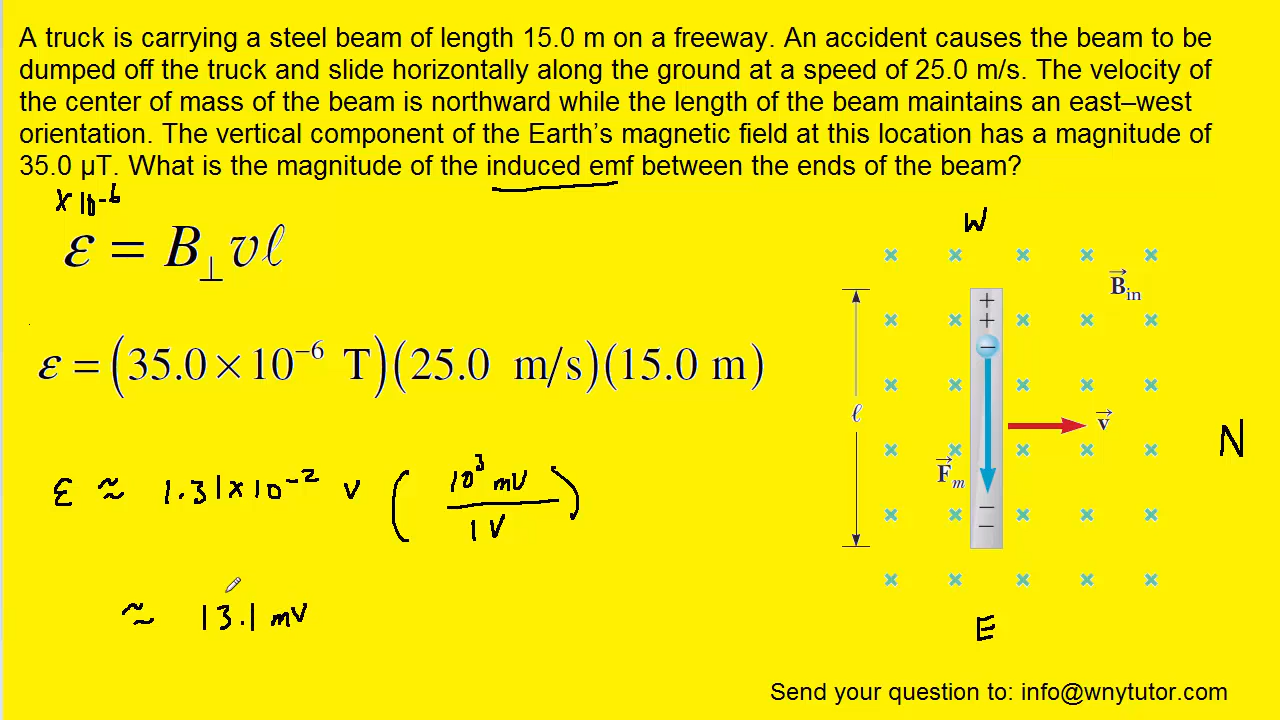 A truck is carrying a steel beam of length 15.0 m on a freeway. An accident causes the beam to be
dumped off the truck and slide horizontally along the ground at a speed of 25.0 m/s. The velocity of
the center of mass of the beam is northward while the length of the beam maintains an east–west
orientation. The vertical component of the Earth's magnetic field at this location has a magnitude of
35.0 µT. What is the magnitude of the induced emf between the ends of the beam?
x 10⁻⁶
ε = B⊥vℓ
ε = (35.0 × 10⁻⁶ T)(25.0 m/s)(15.0 m)
ε ≈ 1.31 x 10⁻² V ( 10³ mV / 1 V )
≈ 13.1 mV
W
B⃗in
+
+
−
ℓ
v⃗
N
F⃗m
−
−
E
Send your question to: info@wnytutor.com